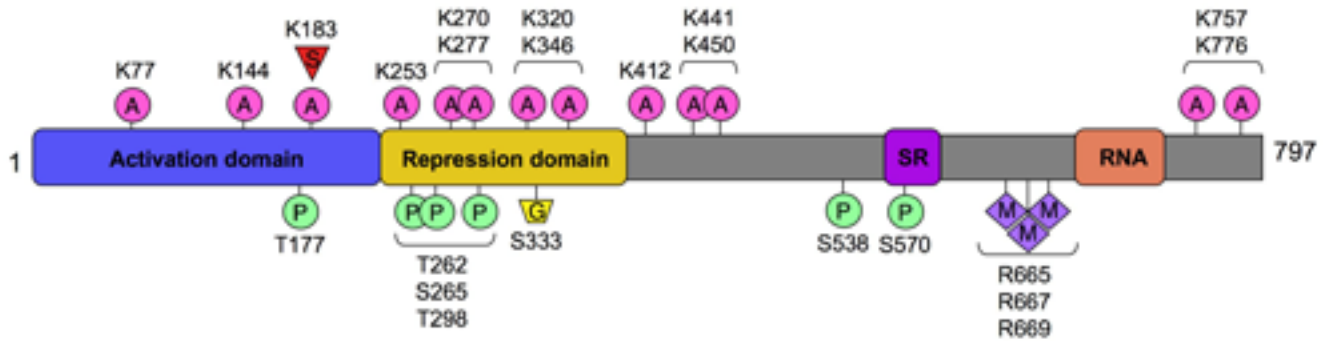 K183
S
K77
K144
K253
K270
K277
K320
K346
K412
K441
K450
K757
K776
A A A A A A A A A A A A A
1
Activation domain
Repression domain
SR
RNA
797
P P P P G P P M M M
T177
T262
S265
T298
S333
S538
S570
R665
R667
R669